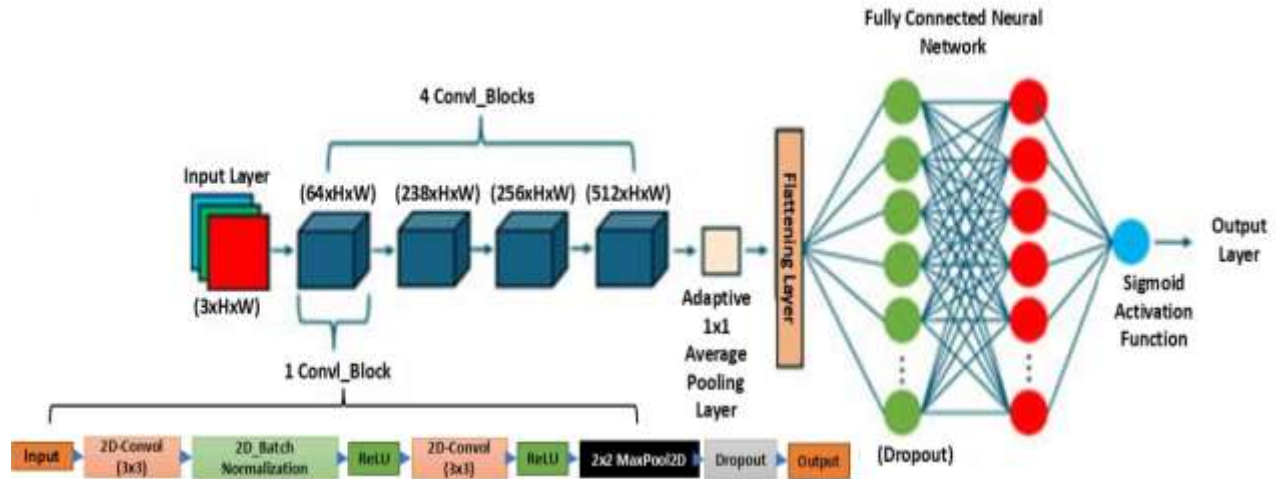 Fully Connected Neural
Network
4 Convl_Blocks
Input Layer
(64xHxW)
(238xHxW)
(256xHxW)
(512xHxW)
(3xHxW)
1 Convl_Block
Adaptive
1x1
Average
Pooling
Layer
Flattening Layer
(Dropout)
Sigmoid
Activation
Function
Output
Layer
Input
2D-Convol
(3x3)
2D_Batch
Normalization
ReLU
2D-Convol
(3x3)
ReLU
2x2 MaxPool2D
Dropout
Output